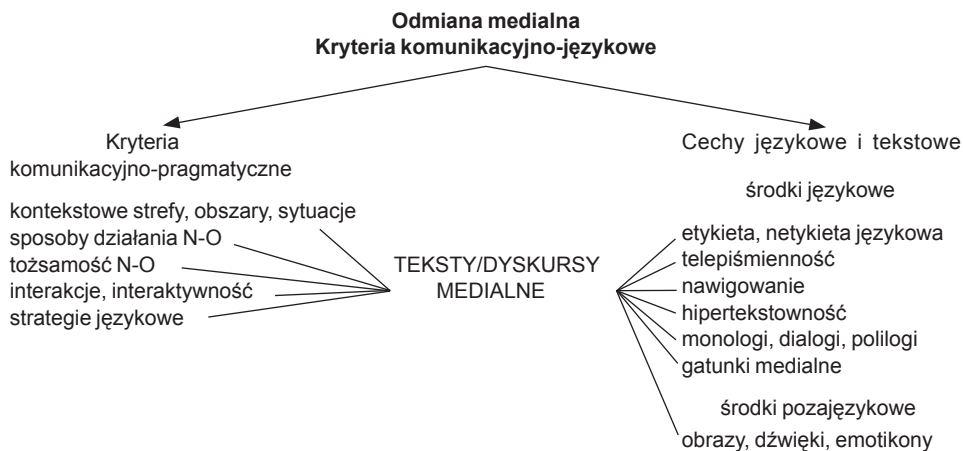 Odmiana medialna
Kryteria komunikacyjno-językowe
Kryteria
komunikacyjno-pragmatyczne
kontekstowe strefy, obszary, sytuacje
sposoby działania N-O
tożsamość N-O
interakcje, interaktywność
strategie językowe
TEKSTY/DYSKURSY
MEDIALNE
Cechy językowe i tekstowe
środki językowe
etykieta, netykieta językowa
telepiśmienność
nawigowanie
hipertekstowność
monologi, dialogi, polilogi
gatunki medialne
środki pozajęzykowe
obrazy, dźwięki, emotikony